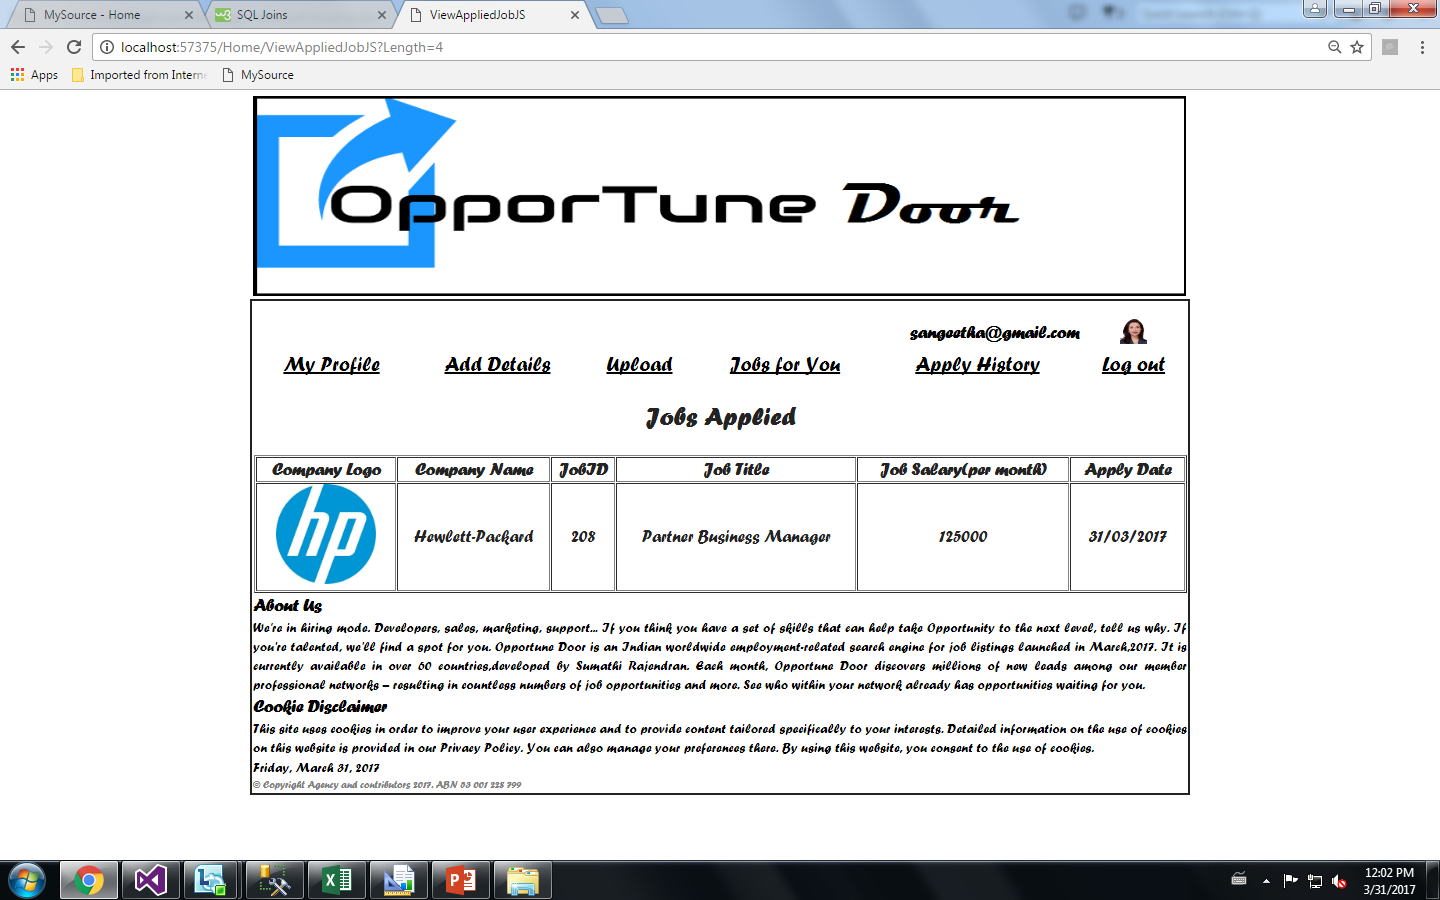 MySource - Home
SQL Joins
ViewAppliedJobJS
localhost:57375/Home/ViewAppliedJobJS?Length=4
Apps
Imported from Intern
MySource
OpporTune Door
sangeetha@gmail.com
My Profile Add Details Upload Jobs for You Apply History Log out
Jobs Applied
Company Logo Company Name JobID Job Title Job Salary(per month) Apply Date
hp Hewlett-Packard 208 Partner Business Manager 125000 31/03/2017
About Us
We're in hiring mode. Developers, sales, marketing, support... If you think you have a set of skills that can help take Opportunity to the next level, tell us why. If
you're talented, we'll find a spot for you. Opportune Door is an Indian worldwide employment-related search engine for job listings launched in March,2017. It is
currently available in over 60 countries,developed by Sumathi Rajendran. Each month, Opportune Door discovers millions of new leads among our member
professional networks – resulting in countless numbers of job opportunities and more. See who within your network already has opportunities waiting for you.
Cookie Disclaimer
This site uses cookies in order to improve your user experience and to provide content tailored specifically to your interests. Detailed information on the use of cookies
on this website is provided in our Privacy Policy. You can also manage your preferences there. By using this website, you consent to the use of cookies.
Friday, March 31, 2017
© Copyright Agency and contributors 2017. ABN 53 001 228 799
12:02 PM
3/31/2017